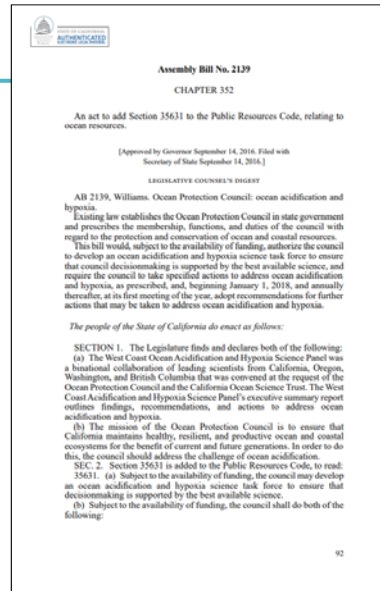 STATE OF CALIFORNIA
AUTHENTICATED
ELECTRONIC LEGAL MATERIAL
Assembly Bill No. 2139
CHAPTER 352
An act to add Section 35631 to the Public Resources Code, relating to
ocean resources.
[Approved by Governor September 14, 2016. Filed with
Secretary of State September 14, 2016.]
LEGISLATIVE COUNSEL'S DIGEST
AB 2139, Williams. Ocean Protection Council: ocean acidification and
hypoxia.
Existing law establishes the Ocean Protection Council in state government
and prescribes the membership, functions, and duties of the council with
regard to the protection and conservation of ocean and coastal resources.
This bill would, subject to the availability of funding, authorize the council
to develop an ocean acidification and hypoxia science task force to ensure
that council decisionmaking is supported by the best available science, and
require the council to take specified actions to address ocean acidification
and hypoxia, as prescribed, and, beginning January 1, 2018, and annually
thereafter, at its first meeting of the year, adopt recommendations for further
actions that may be taken to address ocean acidification and hypoxia.
The people of the State of California do enact as follows:
SECTION 1. The Legislature finds and declares both of the following:
(a) The West Coast Ocean Acidification and Hypoxia Science Panel was
a binational collaboration of leading scientists from California, Oregon,
Washington, and British Columbia that was convened at the request of the
Ocean Protection Council and the California Ocean Science Trust. The West
Coast Acidification and Hypoxia Science Panel's executive summary report
outlines findings, recommendations, and actions to address ocean
acidification and hypoxia.
(b) The mission of the Ocean Protection Council is to ensure that
California maintains healthy, resilient, and productive ocean and coastal
ecosystems for the benefit of current and future generations. In order to do
this, the council should address the challenge of ocean acidification.
SEC. 2. Section 35631 is added to the Public Resources Code, to read:
35631. (a) Subject to the availability of funding, the council may develop
an ocean acidification and hypoxia science task force to ensure that
decisionmaking is supported by the best available science.
(b) Subject to the availability of funding, the council shall do both of the
following:
92